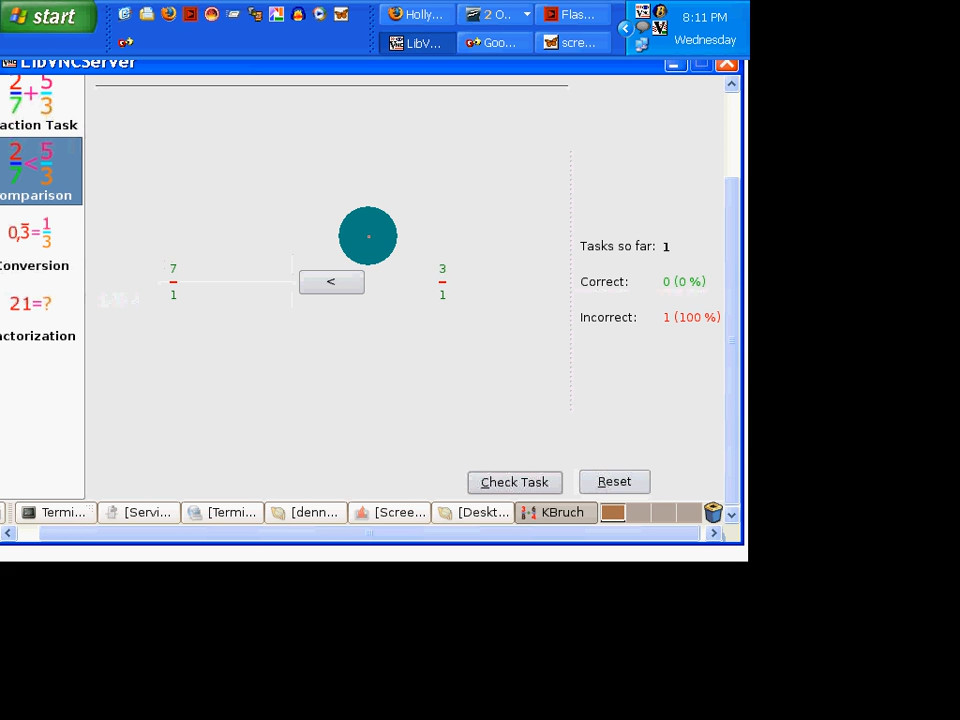 start
Holly...
2 O...
Flas...
8:11 PM
LibV...
Goo...
scre...
Wednesday
LibVNCServer
2/7 + 5/3
action Task
2/7 < 5/3
omparison
0,3̅=1/3
Conversion
21=?
actorization
7/1
<
3/1
Tasks so far: 1
Correct: 0 (0 %)
Incorrect: 1 (100 %)
Check Task
Reset
Termi...
[Servi...
[Termi...
[denn...
[Scree...
[Deskt...
KBruch